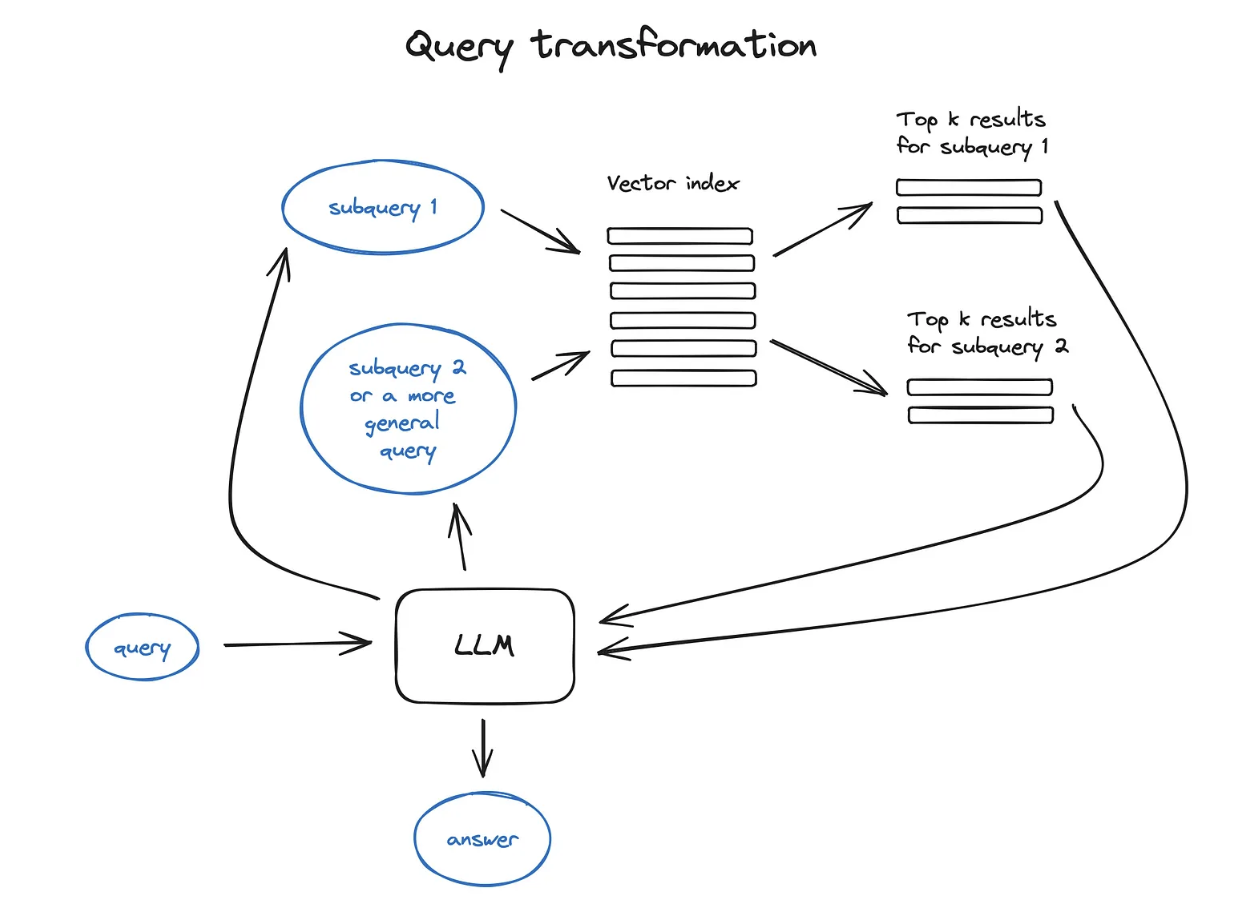 Query transformation
Top k results
for subquery 1
Vector index
subquery 1
Top k results
for subquery 2
subquery 2
or a more
general
query
query
LLM
answer